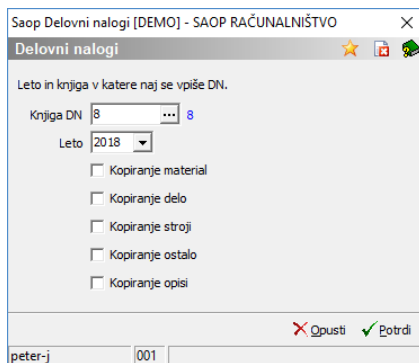 Saop Delovni nalogi [DEMO] - SAOP RAČUNALNIŠTVO
Delovni nalogi
Leto in knjiga v katere naj se vpiše DN.
Knjiga DN 8 ... 8
Leto 2018
Kopiranje material
Kopiranje delo
Kopiranje stroji
Kopiranje ostalo
Kopiranje opisi
Opusti Potrdi
peter-j 001